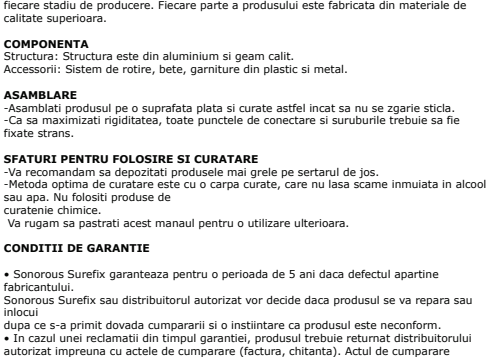 fiecare stadiu de producere. Fiecare parte a produsului este fabricata din materiale de
calitate superioara.
COMPONENTA
Structura: Structura este din aluminium si geam calit.
Accessorii: Sistem de rotire, bete, garniture din plastic si metal.
ASAMBLARE
-Asamblati produsul pe o suprafata plata si curate astfel incat sa nu se zgarie sticla.
-Ca sa maximizati rigiditatea, toate punctele de conectare si suruburile trebuie sa fie
fixate strans.
SFATURI PENTRU FOLOSIRE SI CURATARE
-Va recomandam sa depozitati produsele mai grele pe sertarul de jos.
-Metoda optima de curatare este cu o carpa curate, care nu lasa scame inmuiata in alcool
sau apa. Nu folositi produse de
curatenie chimice.
Va rugam sa pastrati acest manaul pentru o utilizare ulterioara.
CONDITII DE GARANTIE
• Sonorous Surefix garanteaza pentru o perioada de 5 ani daca defectul apartine
fabricantului.
Sonorous Surefix sau distribuitorul autorizat vor decide daca produsul se va repara sau
inlocui
dupa ce s-a primit dovada cumpararii si o instiintare ca produsul este neconform.
• In cazul unei reclamatii din timpul garantiei, produsul trebuie returnat distribuitorului
autorizat impreuna cu actele de cumparare (factura, chitanta). Actul de cumparare